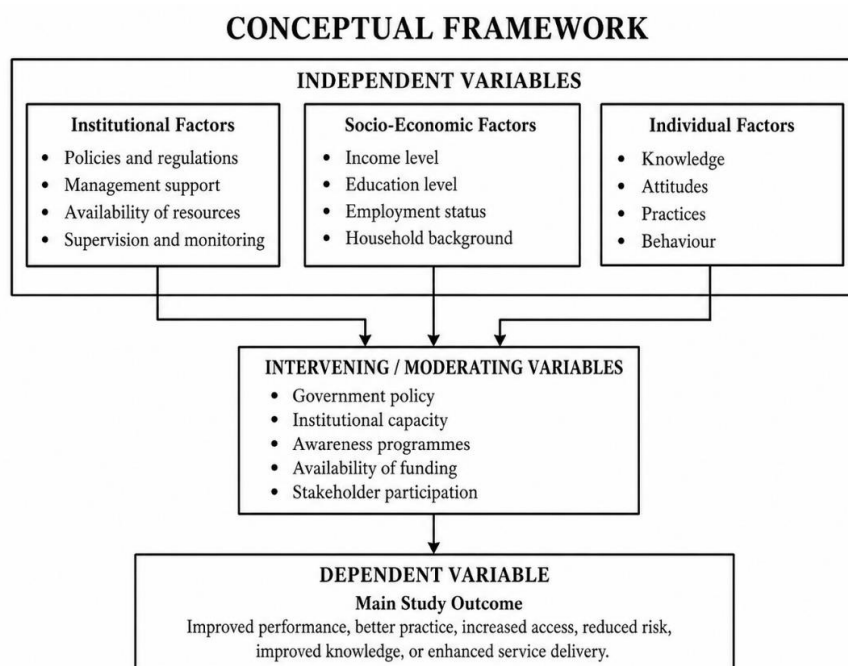 CONCEPTUAL FRAMEWORK
INDEPENDENT VARIABLES
Institutional Factors
• Policies and regulations
• Management support
• Availability of resources
• Supervision and monitoring
Socio-Economic Factors
• Income level
• Education level
• Employment status
• Household background
Individual Factors
• Knowledge
• Attitudes
• Practices
• Behaviour
INTERVENING / MODERATING VARIABLES
• Government policy
• Institutional capacity
• Awareness programmes
• Availability of funding
• Stakeholder participation
DEPENDENT VARIABLE
Main Study Outcome
Improved performance, better practice, increased access, reduced risk,
improved knowledge, or enhanced service delivery.